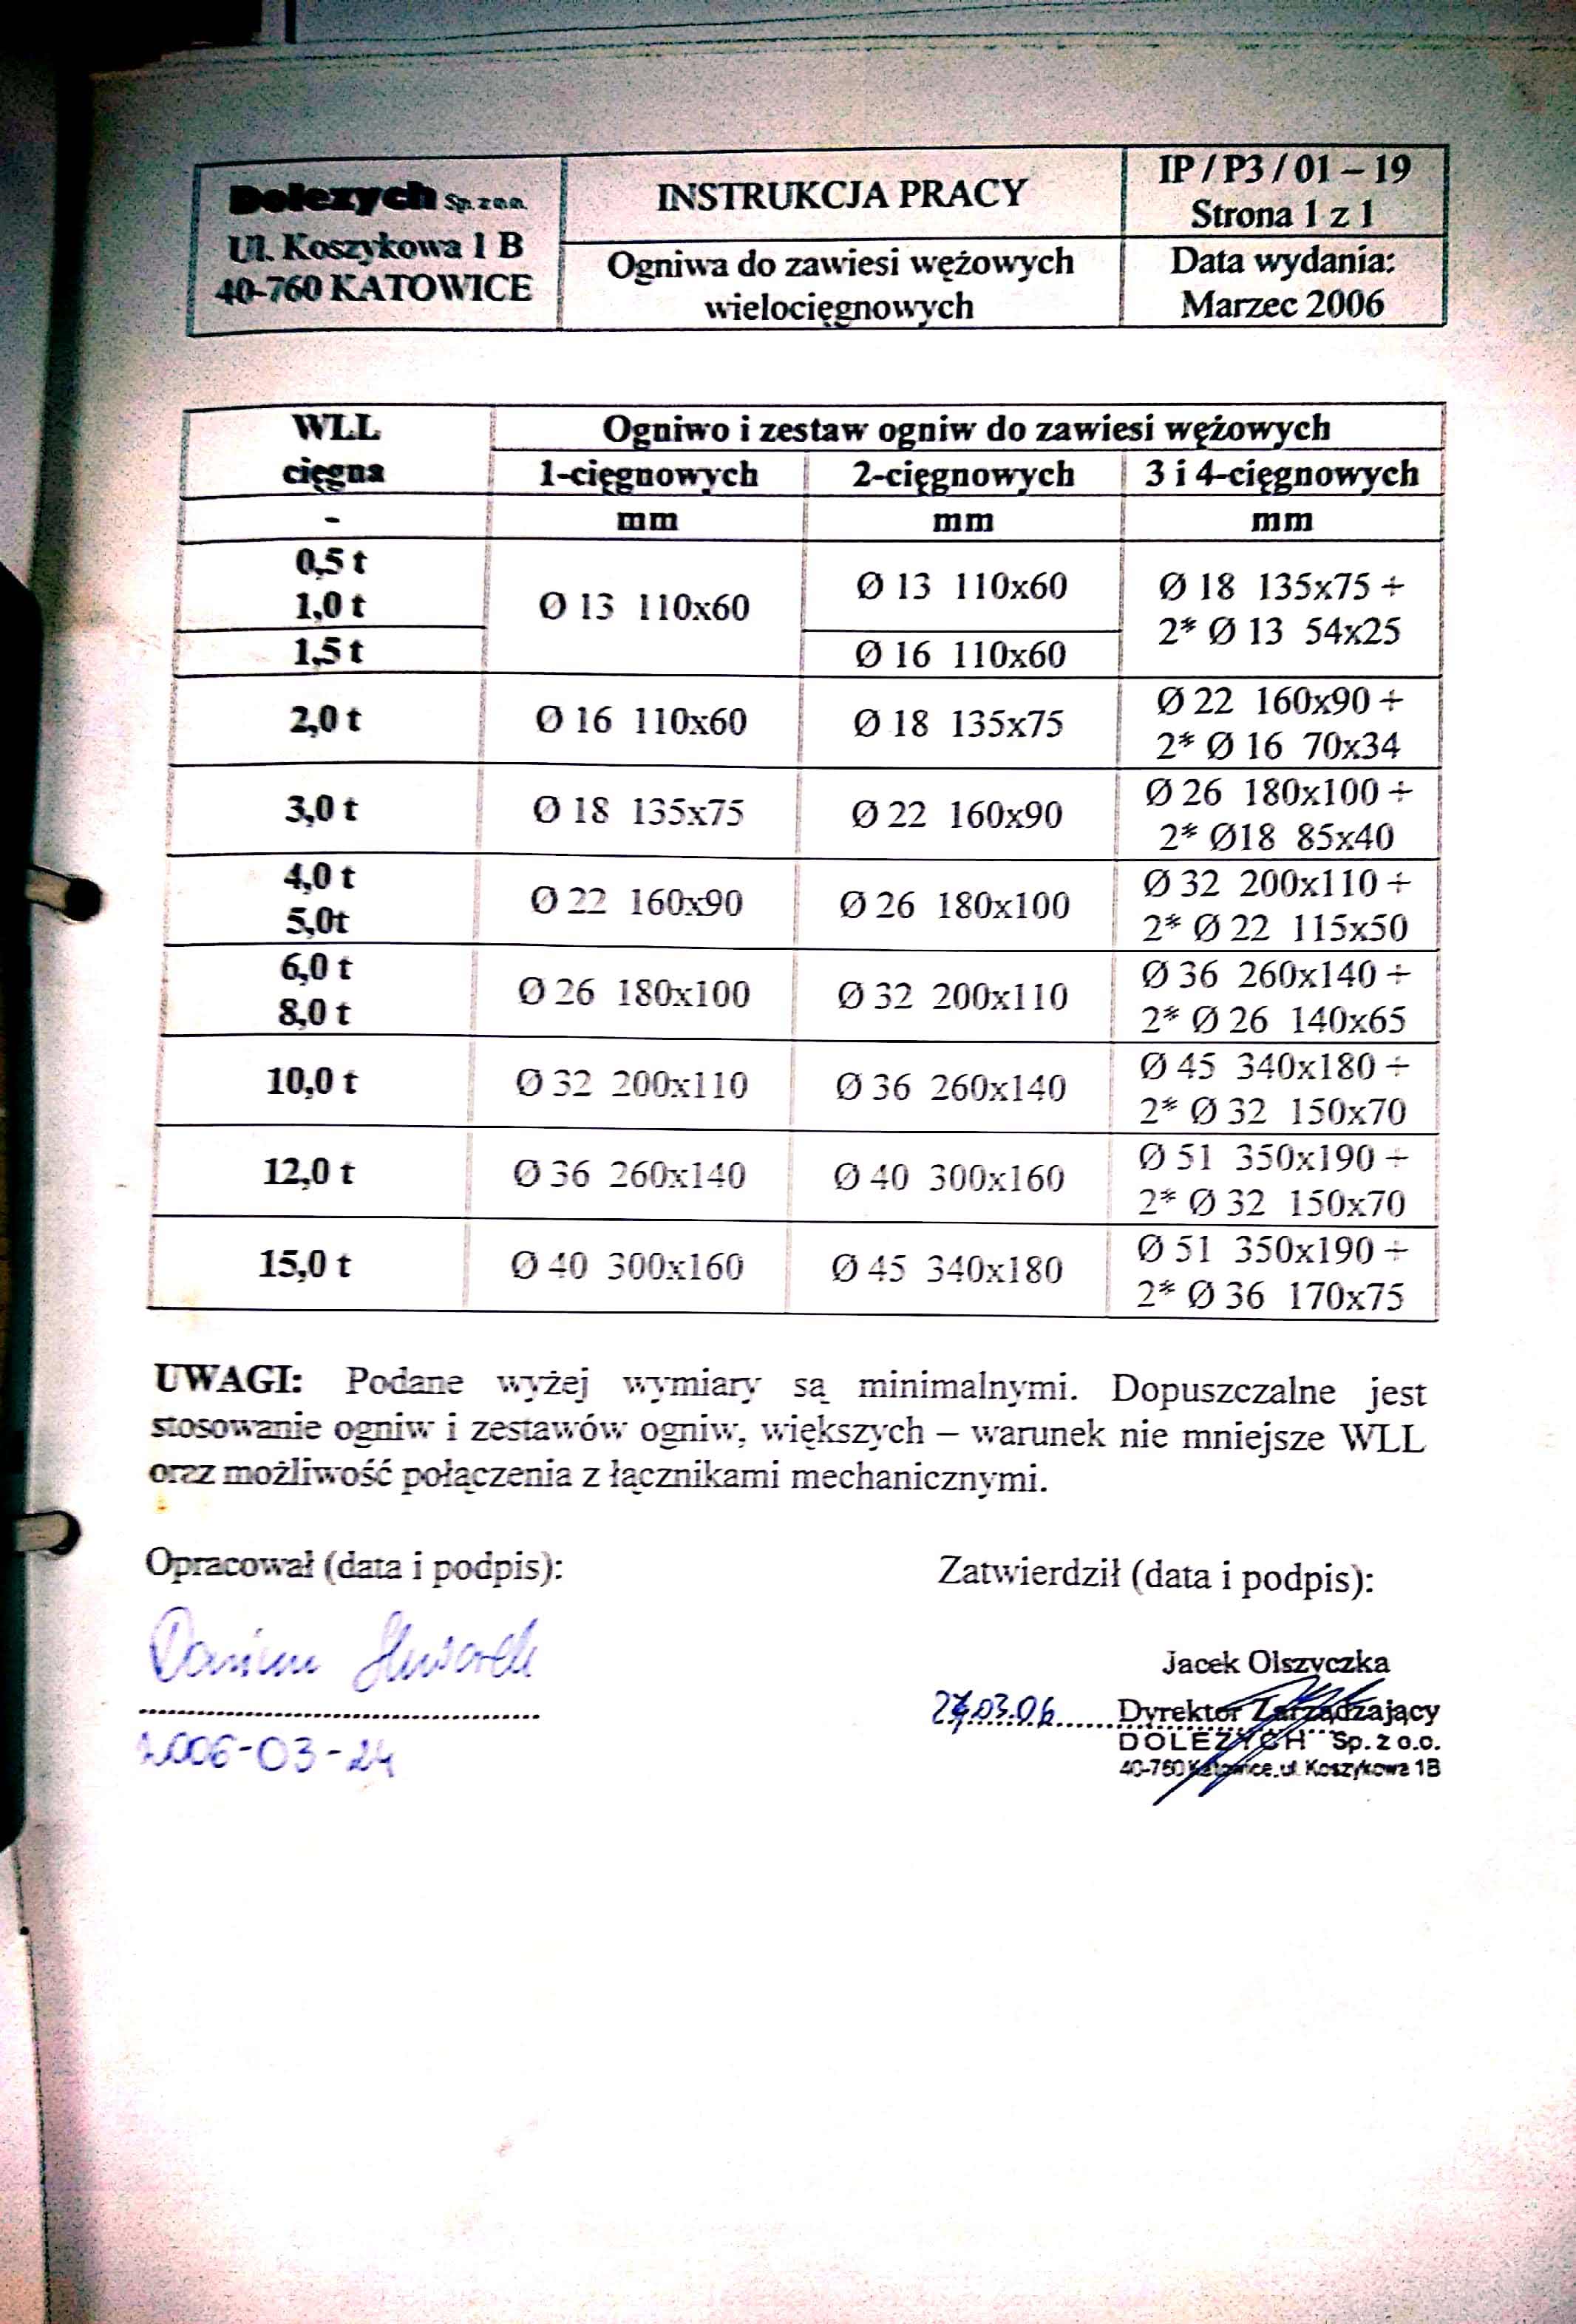 Dolezych Sp. z o.o.
Ul. Koszykowa 1 B
40-760 KATOWICE
INSTRUKCJA PRACY
Ogniwa do zawiesi wężowych
wielocięgnowych
IP / P3 / 01 – 19
Strona 1 z 1
Data wydania:
Marzec 2006
WLL
cięgna
Ogniwo i zestaw ogniw do zawiesi wężowych
1-cięgnowych 2-cięgnowych 3 i 4-cięgnowych
- mm mm mm
0,5 t
1,0 t
1,5 t
Ø 13 110x60
Ø 13 110x60
Ø 16 110x60
Ø 18 135x75 +
2* Ø 13 54x25
2,0 t Ø 16 110x60 Ø 18 135x75 Ø 22 160x90 +
2* Ø 16 70x34
3,0 t Ø 18 135x75 Ø 22 160x90 Ø 26 180x100 +
2* Ø18 85x40
4,0 t
5,0t
Ø 22 160x90 Ø 26 180x100 Ø 32 200x110 +
2* Ø 22 115x50
6,0 t
8,0 t
Ø 26 180x100 Ø 32 200x110 Ø 36 260x140 +
2* Ø 26 140x65
10,0 t Ø 32 200x110 Ø 36 260x140 Ø 45 340x180 +
2* Ø 32 150x70
12,0 t Ø 36 260x140 Ø 40 300x160 Ø 51 350x190 +
2* Ø 32 150x70
15,0 t Ø 40 300x160 Ø 45 340x180 Ø 51 350x190 +
2* Ø 36 170x75
UWAGI: Podane wyżej wymiary są minimalnymi. Dopuszczalne jest
stosowanie ogniw i zestawów ogniw, większych – warunek nie mniejsze WLL
oraz możliwość połączenia z łącznikami mechanicznymi.
Opracował (data i podpis):
2006-03-24
Zatwierdził (data i podpis):
Jacek Olszyczka
Dyrektor Zarządzający
DOLEZYCH Sp. z o.o.
40-760 Katowice, ul. Koszykowa 1B